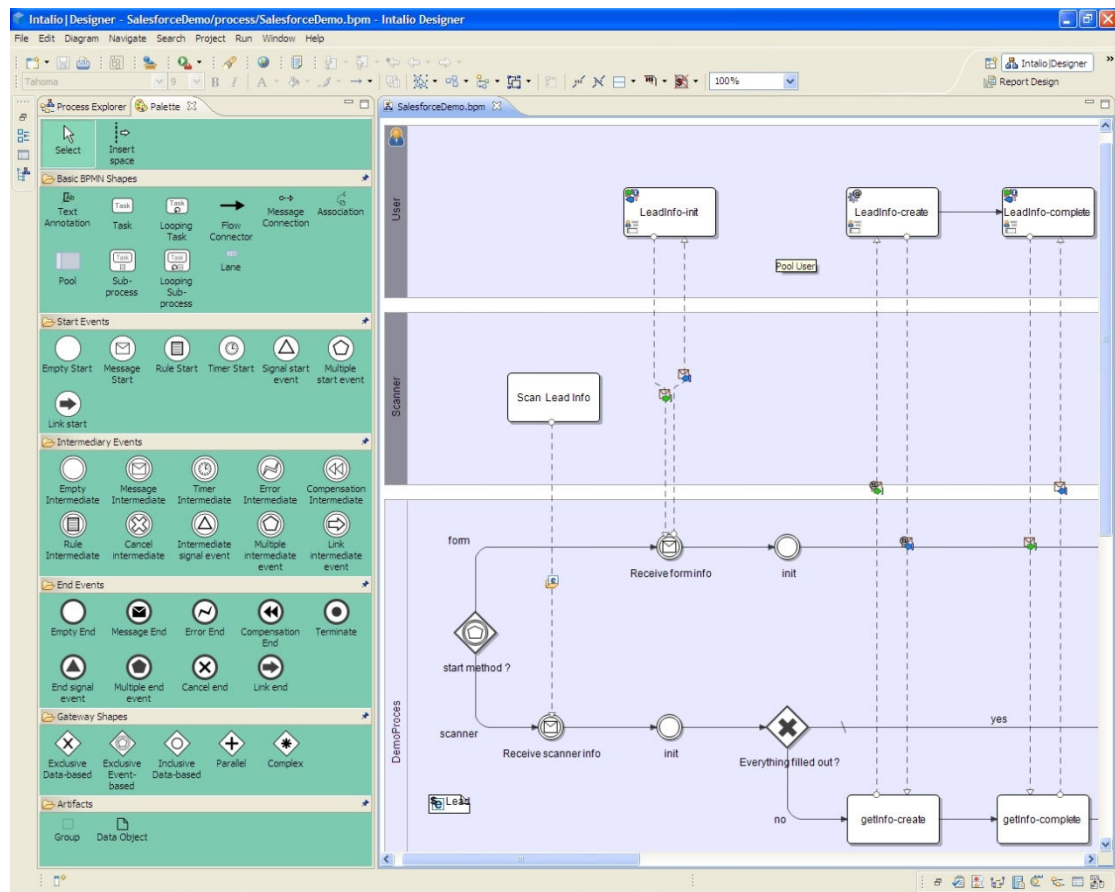 Intalio|Designer - SalesforceDemo/process/SalesforceDemo.bpm - Intalio Designer
File Edit Diagram Navigate Search Project Run Window Help
Intalio|Designer
Tahoma 9 B I A 100% Report Design
Process Explorer Palette SalesforceDemo.bpm
Select
Insert
space
Basic BPMN Shapes
Text
Annotation
Task
Task
Task
Looping
Task
Flow
Connector
Message
Connection
Association
Pool
Task
Sub-
process
Task
Looping
Sub-
process
Lane
Start Events
Empty Start
Message
Start
Rule Start
Timer Start
Signal start
event
Multiple
start event
Link start
Intermediary Events
Empty
Intermediate
Message
Intermediate
Timer
Intermediate
Error
Intermediate
Compensation
Intermediate
Rule
Intermediate
Cancel
intermediate
Intermediate
signal event
Multiple
intermediate
event
Link
intermediate
event
End Events
Empty End
Message End
Error End
Compensation
End
Terminate
End signal
event
Multiple end
event
Cancel end
Link end
Gateway Shapes
Exclusive
Data-based
Exclusive
Event-
based
Inclusive
Data-based
Parallel
Complex
Artifacts
Group
Data Object
User
LeadInfo-init
LeadInfo-create
LeadInfo-complete
Pool User
Scanner
Scan Lead Info
DemoProces
form
Receive form info
init
start method ?
scanner
Receive scanner info
init
Everything filled out ?
yes
no
Lead
getInfo-create
getInfo-complete